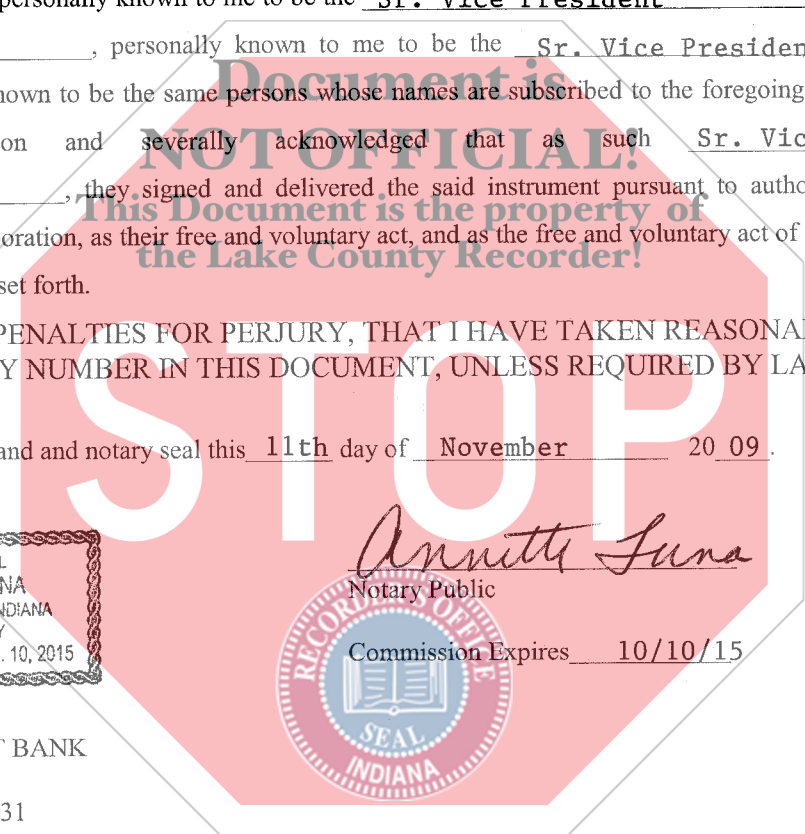 personally known to me to be the Sr. Vice President
, personally known to me to be the Sr. Vice Presiden
nown to be the same persons whose names are subscribed to the foregoing
Document is
on and severally acknowledged that as such Sr. Vic
NOT OFFICIAL!
, they signed and delivered the said instrument pursuant to autho
This Document is the property of
oration, as their free and voluntary act, and as the free and voluntary act of
the Lake County Recorder!
set forth.
PENALTIES FOR PERJURY, THAT I HAVE TAKEN REASONA
Y NUMBER IN THIS DOCUMENT, UNLESS REQUIRED BY LA
STOP
and and notary seal this 11th day of November 20 09.
Annette Luna
Notary Public
L
NA
NDIANA
Y
. 10, 2015
Commission Expires 10/10/15
RECORDER'S OFFICE
SEAL
INDIANA
T BANK
31